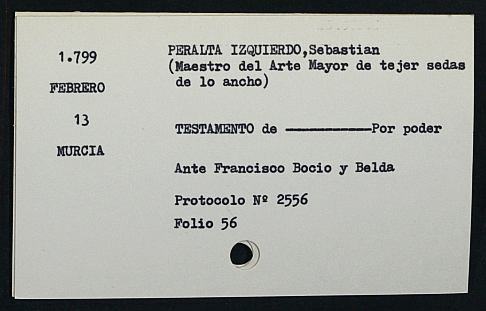 1.799
FEBRERO
13
MURCIA
PERALTA IZQUIERDO,Sebastian
(Maestro del Arte Mayor de tejer sedas
de lo ancho)
TESTAMENTO de ------------Por poder
Ante Francisco Bocio y Belda
Protocolo Nº 2556
Folio 56